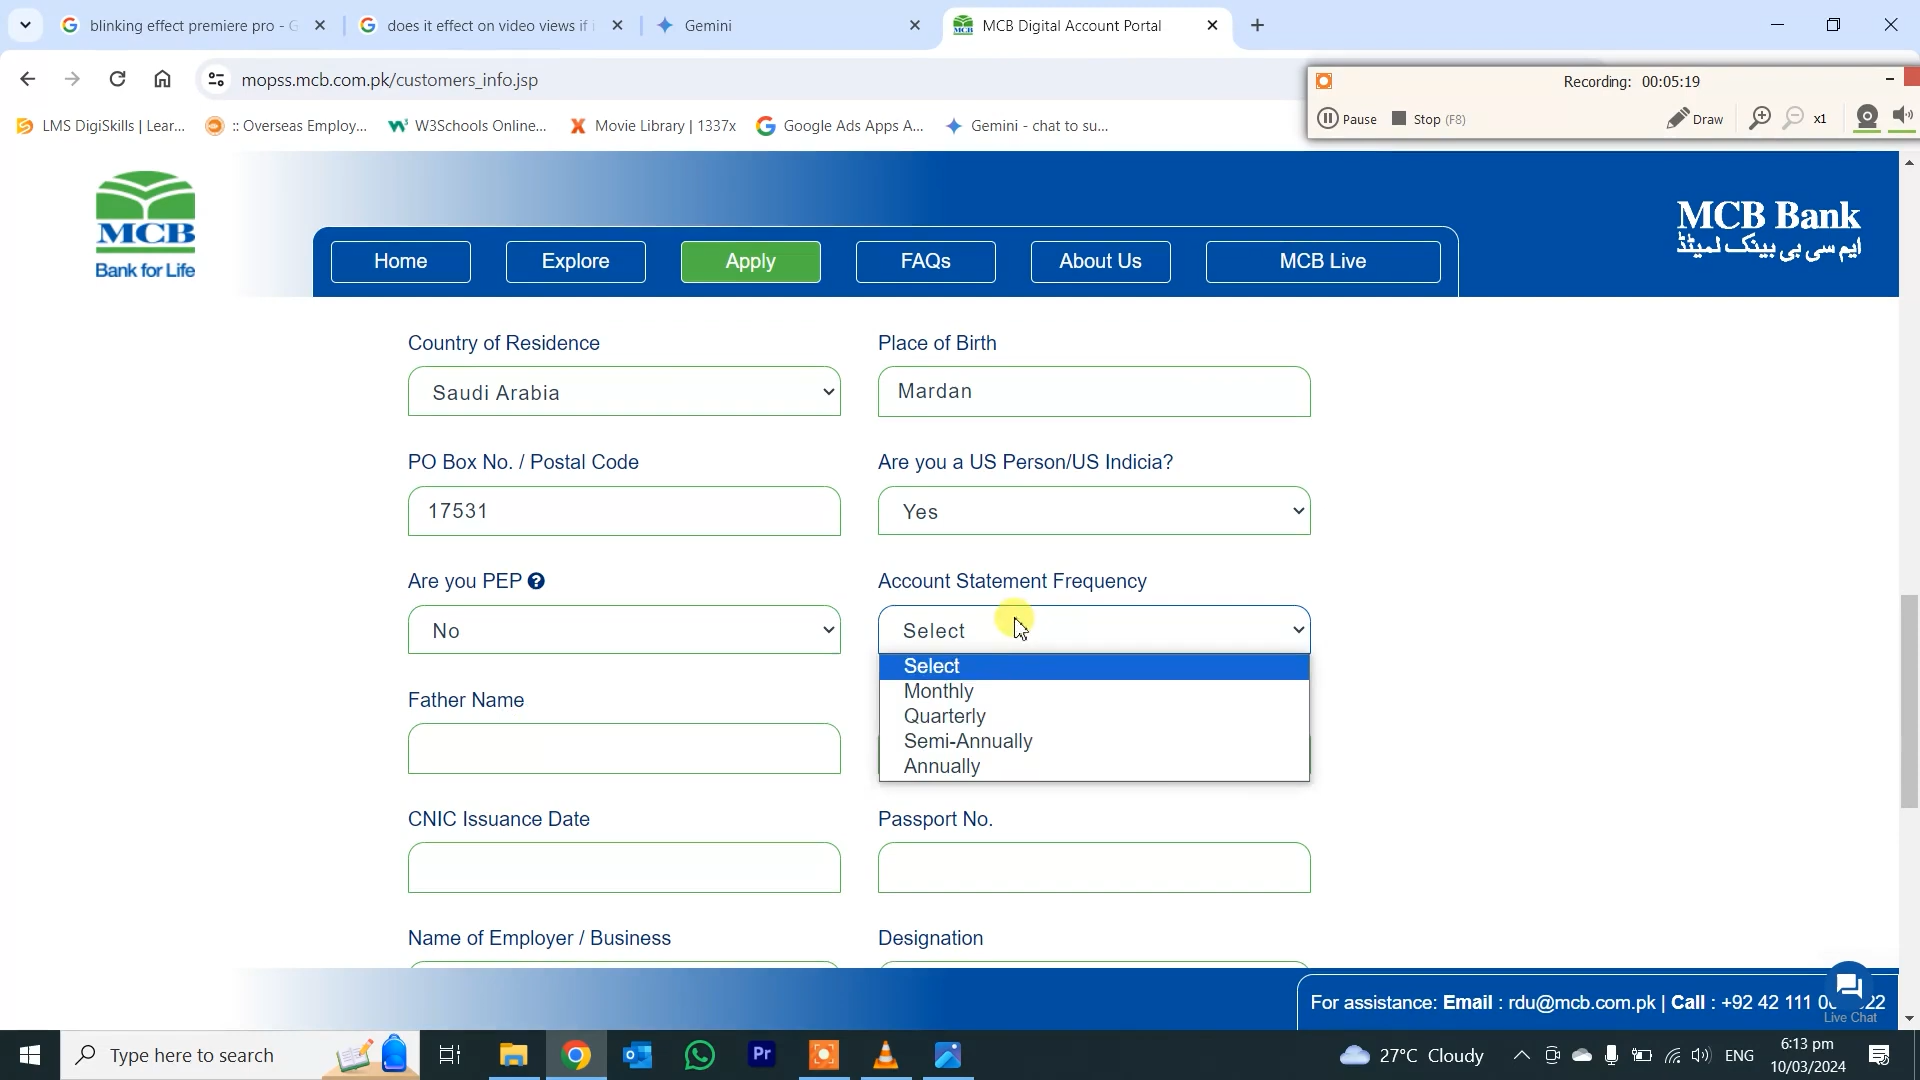 blinking effect premiere pro - G
does it effect on video views if i
Gemini
MCB Digital Account Portal
mopss.mcb.com.pk/customers_info.jsp
Recording: 00:05:19
Pause
Stop (F8)
Draw
x1
LMS DigiSkills | Lear...
:: Overseas Employ...
W3Schools Online...
Movie Library | 1337x
Google Ads Apps A...
Gemini - chat to su...
MCB
Bank for Life
Home
Explore
Apply
FAQs
About Us
MCB Live
MCB Bank
ایم سی بی بینک لمیٹڈ
Country of Residence
Place of Birth
Saudi Arabia
Mardan
PO Box No. / Postal Code
Are you a US Person/US Indicia?
17531
Yes
Are you PEP
Account Statement Frequency
No
Select
Select
Monthly
Quarterly
Semi-Annually
Annually
Father Name
CNIC Issuance Date
Passport No.
Name of Employer / Business
Designation
For assistance: Email : rdu@mcb.com.pk | Call : +92 42 111 0 22
Live Chat
Type here to search
Pr
27°C Cloudy
ENG
6:13 pm
10/03/2024